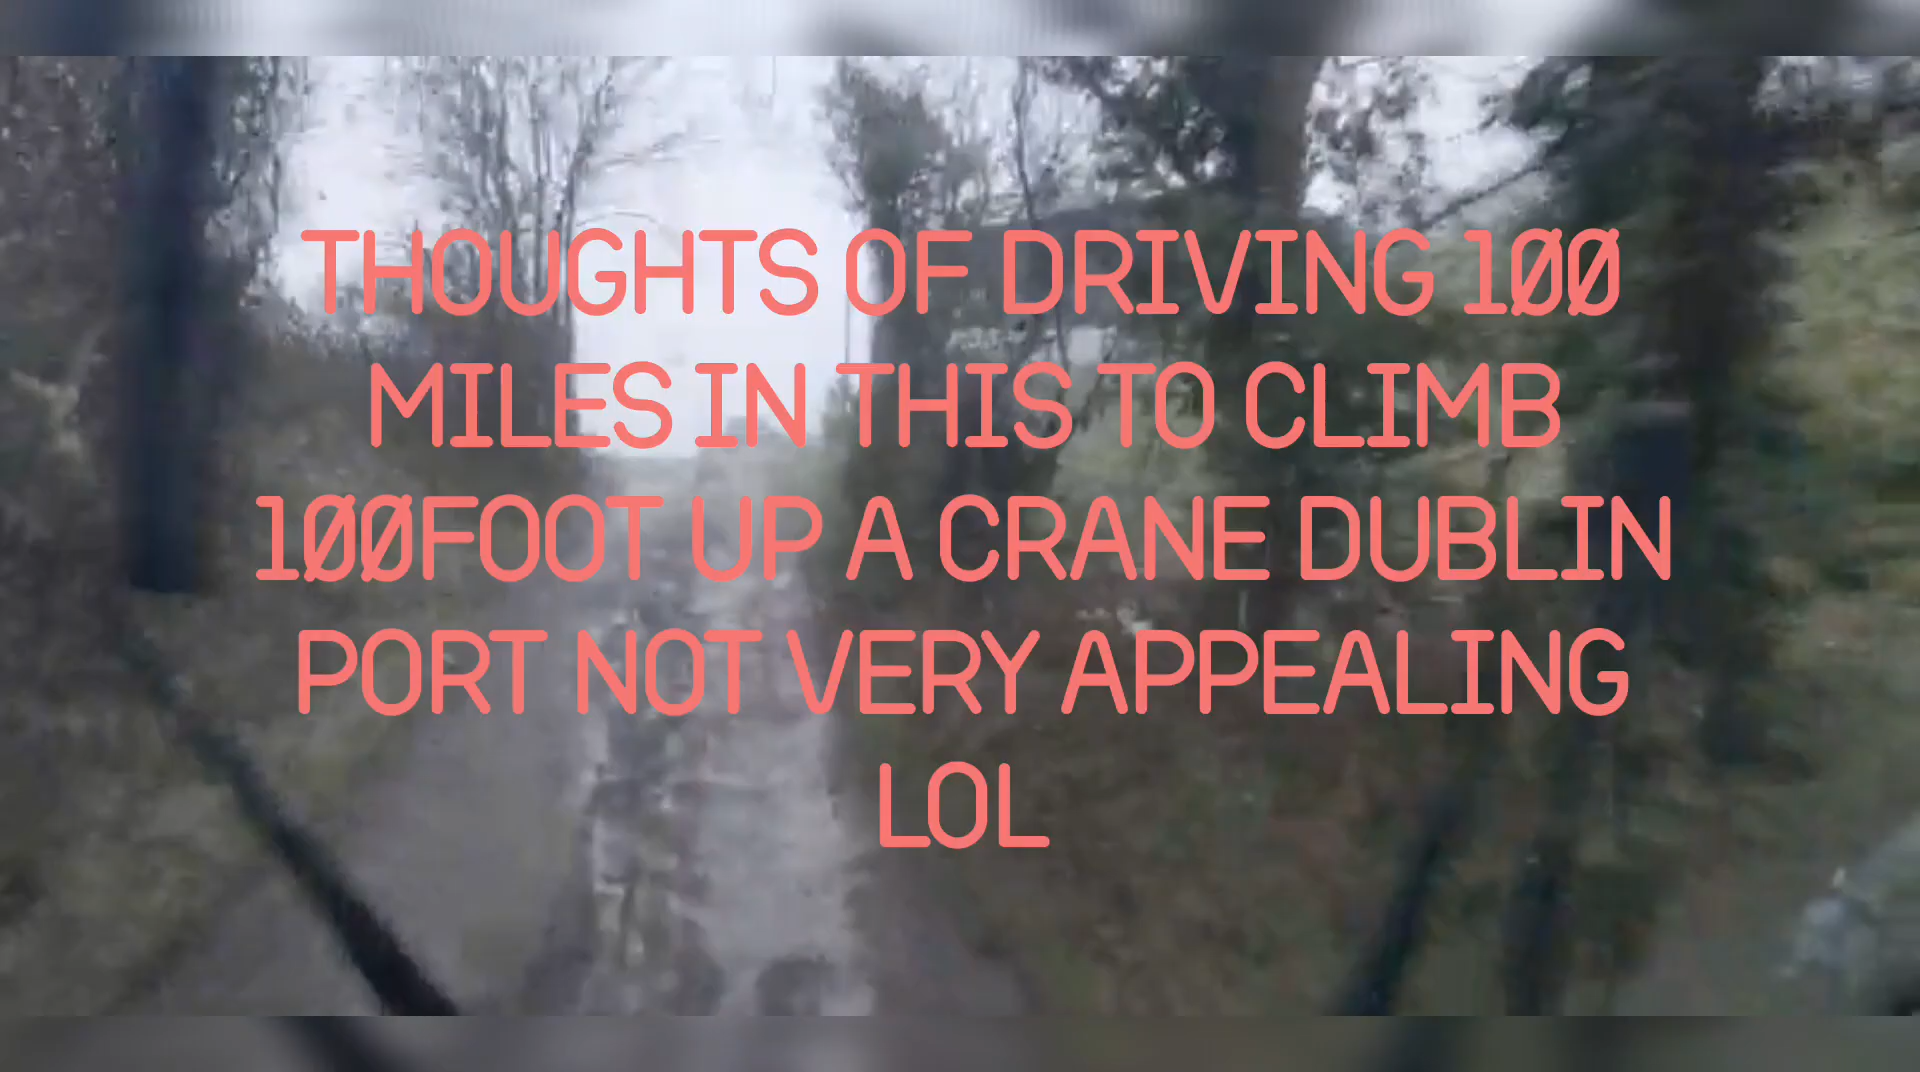 THOUGHTS OF DRIVING 100
MILES IN THIS TO CLIMB
100FOOT UP A CRANE DUBLIN
PORT NOT VERY APPEALING
LOL